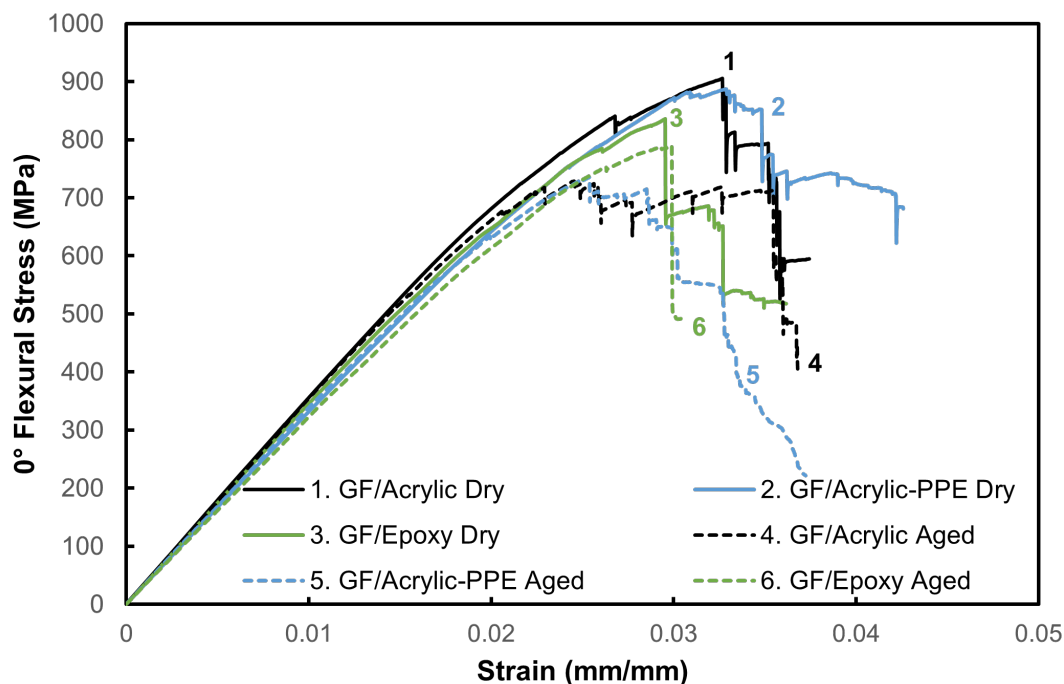 1000
900
800
700
600
500
400
300
200
100
0
0° Flexural Stress (MPa)
1
2
3
6
4
5
1. GF/Acrylic Dry
2. GF/Acrylic-PPE Dry
3. GF/Epoxy Dry
4. GF/Acrylic Aged
5. GF/Acrylic-PPE Aged
6. GF/Epoxy Aged
0 0.01 0.02 0.03 0.04 0.05
Strain (mm/mm)